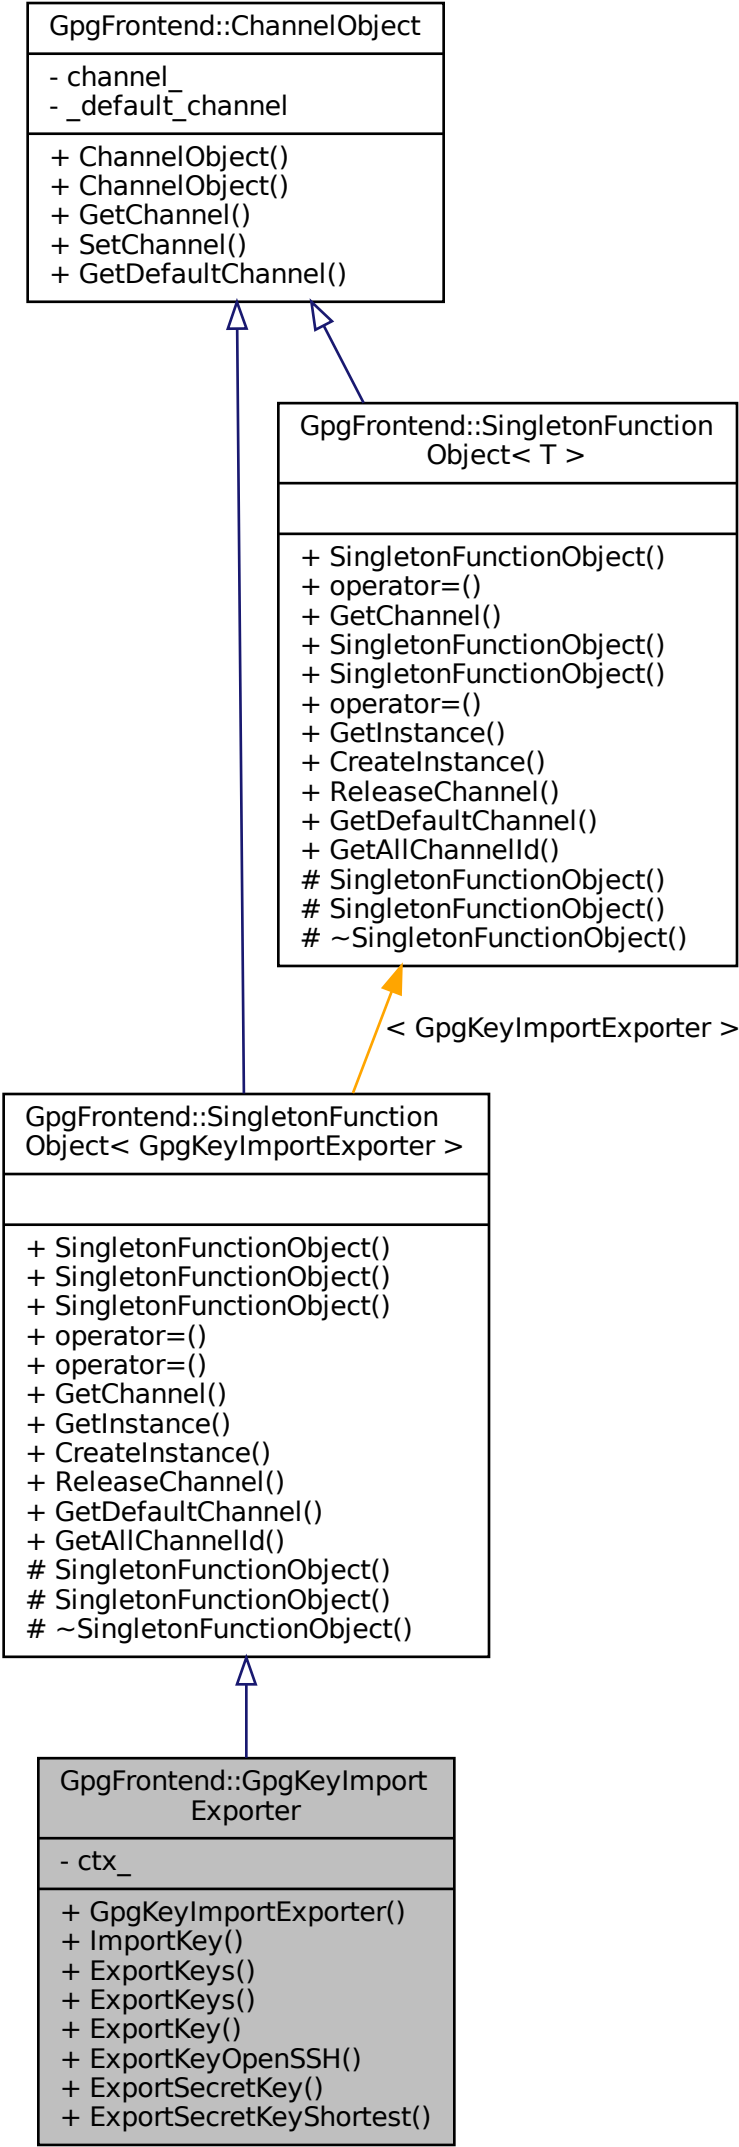 GpgFrontend::ChannelObject
- channel_
- _default_channel
+ ChannelObject()
+ ChannelObject()
+ GetChannel()
+ SetChannel()
+ GetDefaultChannel()
GpgFrontend::SingletonFunction
Object< T >
+ SingletonFunctionObject()
+ operator=()
+ GetChannel()
+ SingletonFunctionObject()
+ SingletonFunctionObject()
+ operator=()
+ GetInstance()
+ CreateInstance()
+ ReleaseChannel()
+ GetDefaultChannel()
+ GetAllChannelId()
# SingletonFunctionObject()
# SingletonFunctionObject()
# ~SingletonFunctionObject()
< GpgKeyImportExporter >
GpgFrontend::SingletonFunction
Object< GpgKeyImportExporter >
+ SingletonFunctionObject()
+ SingletonFunctionObject()
+ SingletonFunctionObject()
+ operator=()
+ operator=()
+ GetChannel()
+ GetInstance()
+ CreateInstance()
+ ReleaseChannel()
+ GetDefaultChannel()
+ GetAllChannelId()
# SingletonFunctionObject()
# SingletonFunctionObject()
# ~SingletonFunctionObject()
GpgFrontend::GpgKeyImport
Exporter
- ctx_
+ GpgKeyImportExporter()
+ ImportKey()
+ ExportKeys()
+ ExportKeys()
+ ExportKey()
+ ExportKeyOpenSSH()
+ ExportSecretKey()
+ ExportSecretKeyShortest()